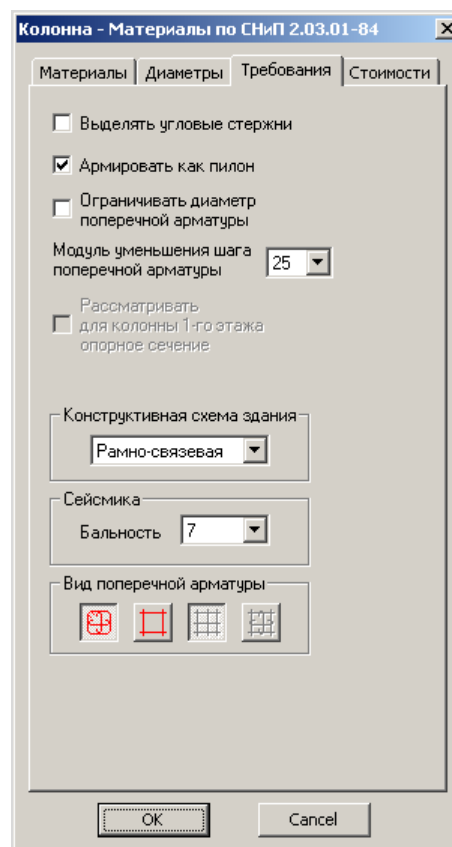 Колонна - Материалы по СНиП 2.03.01-84
Материалы Диаметры Требования Стоимости
Выделять угловые стержни
Армировать как пилон
Ограничивать диаметр
поперечной арматуры
Модуль уменьшения шага
поперечной арматуры
25
Рассматривать
для колонны 1-го этажа
опорное сечение
Конструктивная схема здания
Рамно-связевая
Сейсмика
Бальность 7
Вид поперечной арматуры
OK Cancel